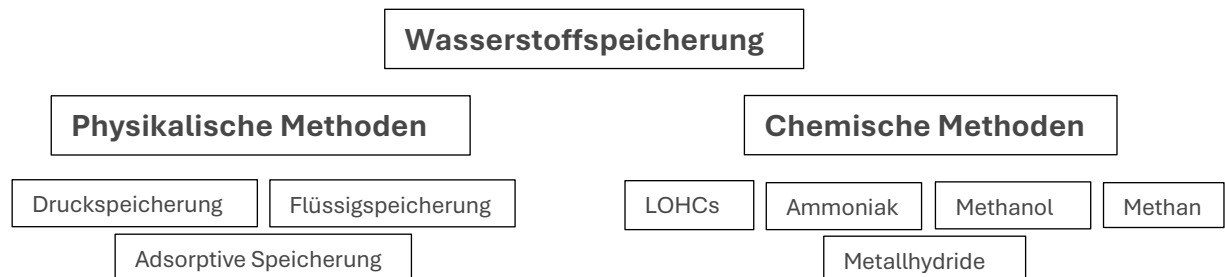 Wasserstoffspeicherung
Physikalische Methoden
Chemische Methoden
Druckspeicherung
Flüssigspeicherung
Adsorptive Speicherung
LOHCs
Ammoniak
Methanol
Methan
Metallhydride